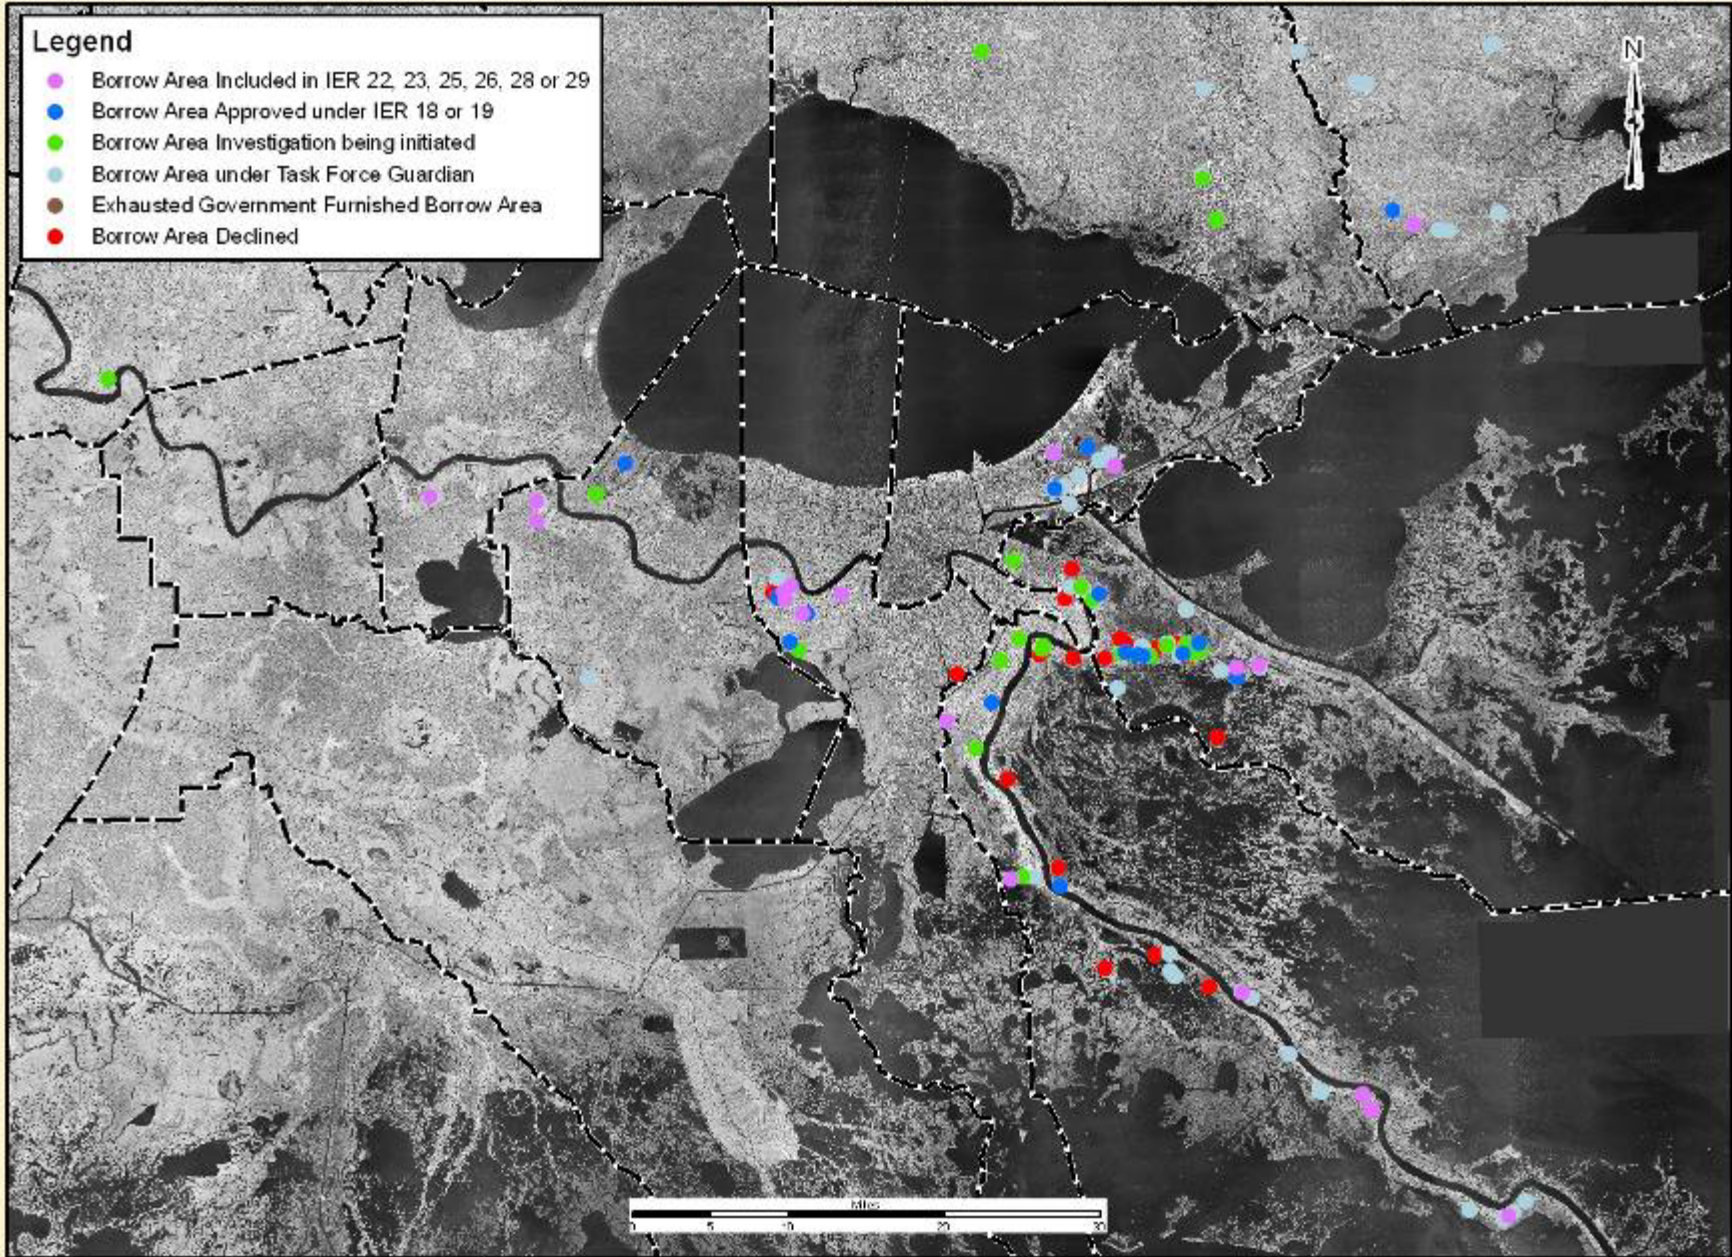 Legend
Borrow Area Included in IER 22, 23, 25, 26, 28 or 29
Borrow Area Approved under IER 18 or 19
Borrow Area Investigation being initiated
Borrow Area under Task Force Guardian
Exhausted Government Furnished Borrow Area
Borrow Area Declined
N
Miles
0 5 10 20 30